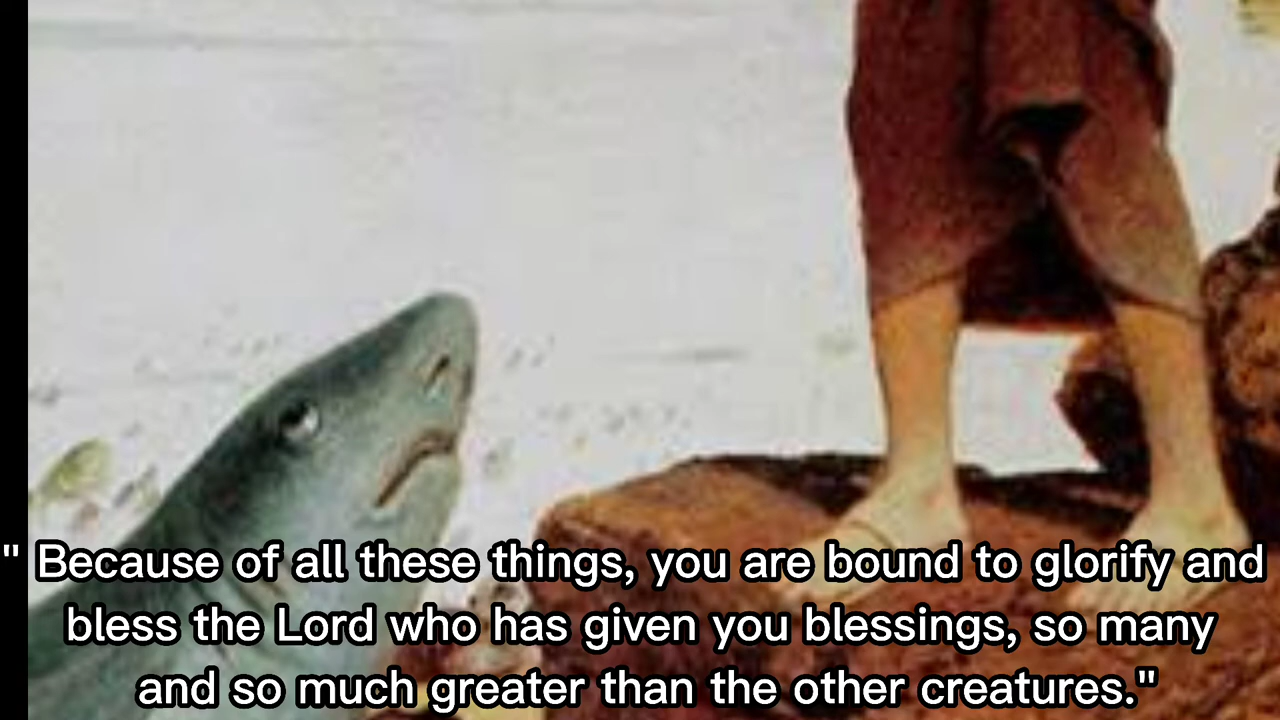 " Because of all these things, you are bound to glorify and
bless the Lord who has given you blessings, so many
and so much greater than the other creatures."